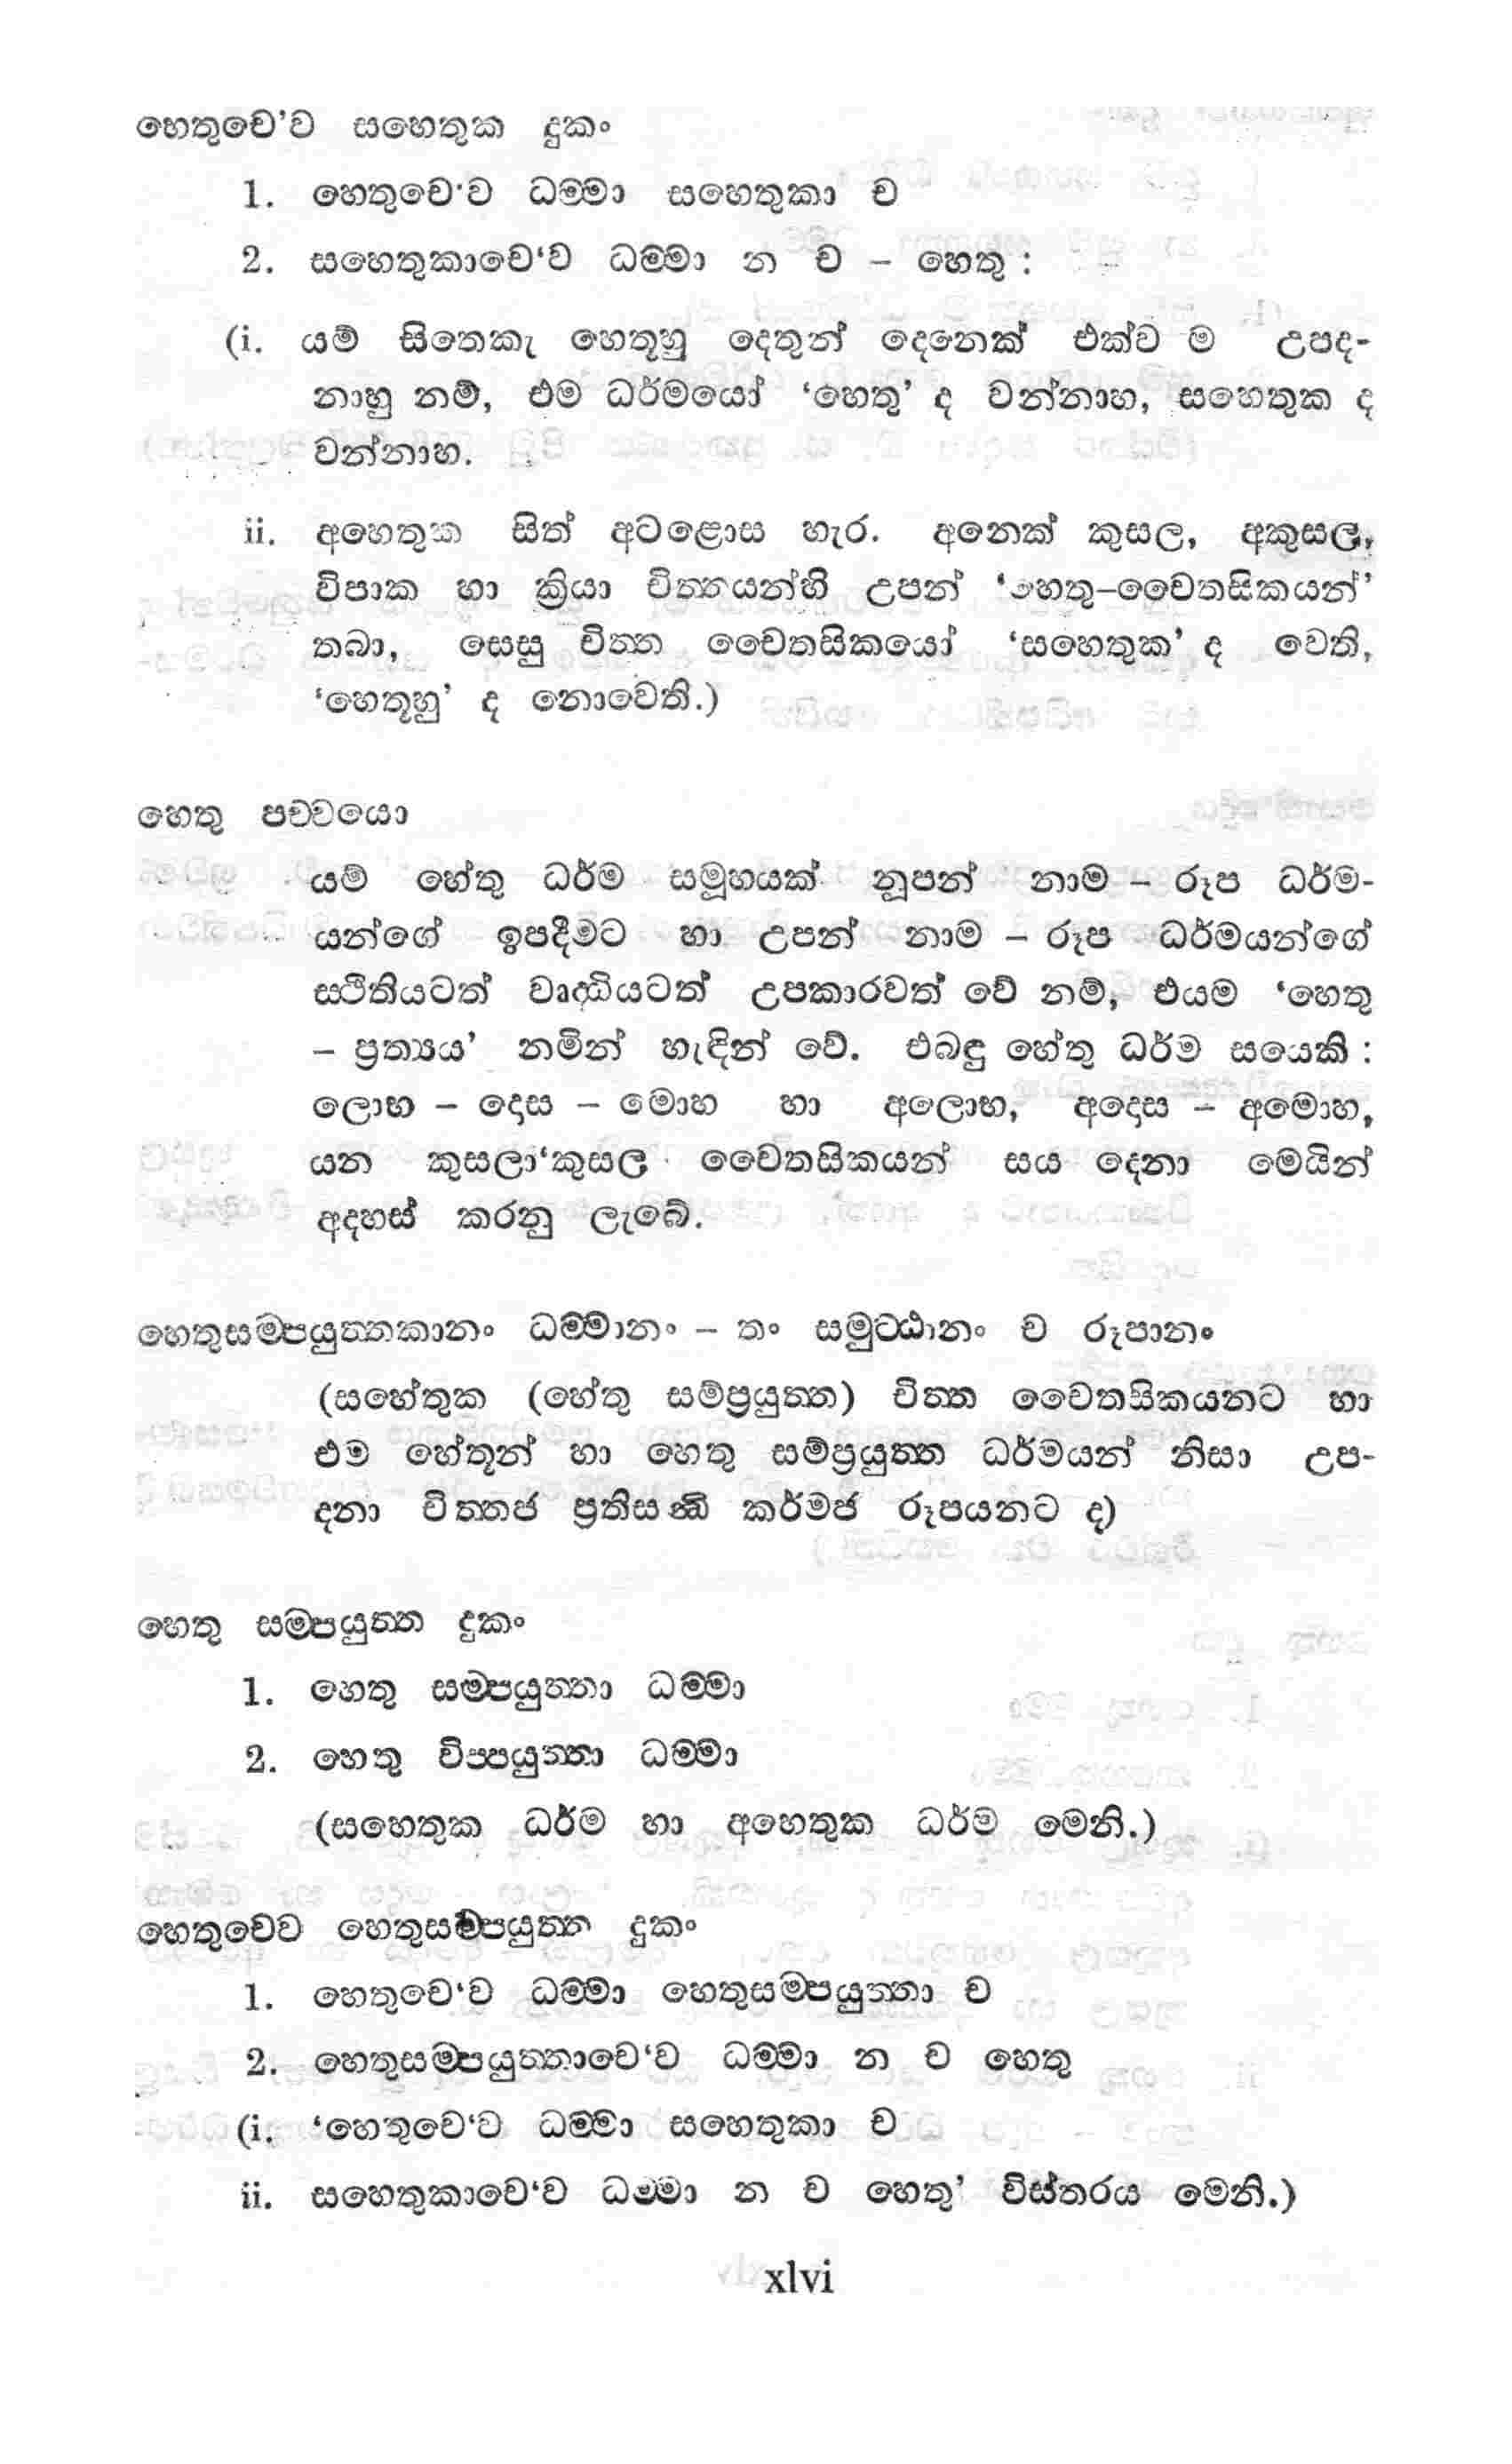 හෙතුචෙ’ව සහෙතුක දුකං
1. හෙතුචෙ'ව ධම්මා සහෙතුකා ච
2. සහෙතුකාචෙ‘ව ධම්මා න ච – හෙතු :
(i. යම් සිතෙකැ හෙතූහු දෙතුන් දෙනෙක් එක්ව ම උපද-
නාහු නම්, එම ධර්මයෝ ‘හෙතු’ ද වන්නාහ, සහෙතුක ද
වන්නාහ.
ii. අහෙතුක සිත් අටළොස හැර. අනෙක් කුසල, අකුසල,
විපාක හා ක්‍රියා චිත්තයන්හි උපන් ‘හෙතු–චෛතසිකයන්’
තබා, සෙසු චිත්ත චෛතසිකයෝ ‘සහෙතුක’ ද වෙති,
‘හෙතූහු’ ද නොවෙති.)
හෙතු පච්චයො
යම් හේතු ධර්ම සමූහයක් නූපන් නාම – රූප ධර්ම-
යන්ගේ ඉපදීමට හා උපන් නාම – රූප ධර්මයන්ගේ
ස්ථිතියටත් වෘද්ධියටත් උපකාරවත් වේ නම්, එයම ‘හෙතු
– ප්‍රත්‍යය’ නමින් හැඳින් වේ. එබඳු හේතු ධර්ම සයෙකි :
ලොභ – දොස – මොහ හා අලොභ, අදොස – අමොහ,
යන කුසලා‘කුසල චෛතසිකයන් සය දෙනා මෙයින්
අදහස් කරනු ලැබේ.
හෙතුසම්පයුත්තකානං ධම්මානං – තං සමුට්ඨානං ච රූපානං
(සහේතුක (හේතු සම්ප්‍රයුත්ත) චිත්ත චෛතසිකයනට හා
එම හේතූන් හා හෙතු සම්ප්‍රයුත්ත ධර්මයන් නිසා උප-
දනා චිත්තජ ප්‍රතිසන්ධි කර්මජ රූපයනට ද)
හෙතු සම්පයුත්ත දුකං
1. හෙතු සම්පයුත්තා ධම්මා
2. හෙතු විප්පයුත්තා ධම්මා
(සහෙතුක ධර්ම හා අහෙතුක ධර්ම මෙනි.)
හෙතුචෙව හෙතුසම්පයුත්ත දුකං
1. හෙතුචෙ‘ව ධම්මා හෙතුසම්පයුත්තා ච
2. හෙතුසම්පයුත්තාචෙ‘ව ධම්මා න ච හෙතු
(i. ‘හෙතුචෙ‘ව ධම්මා සහෙතුකා ච
ii. සහෙතුකාචෙ‘ව ධම්මා න ච හෙතු’ විස්තරය මෙනි.)
xlvi